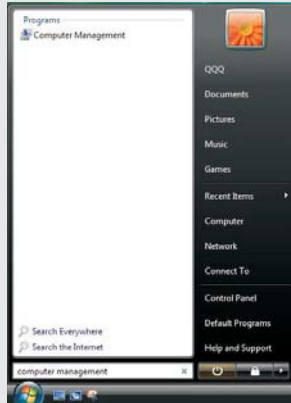 Programs
Computer Management
Search Everywhere
Search the Internet
computer management
QQQ
Documents
Pictures
Music
Games
Recent Items
Computer
Network
Connect To
Control Panel
Default Programs
Help and Support